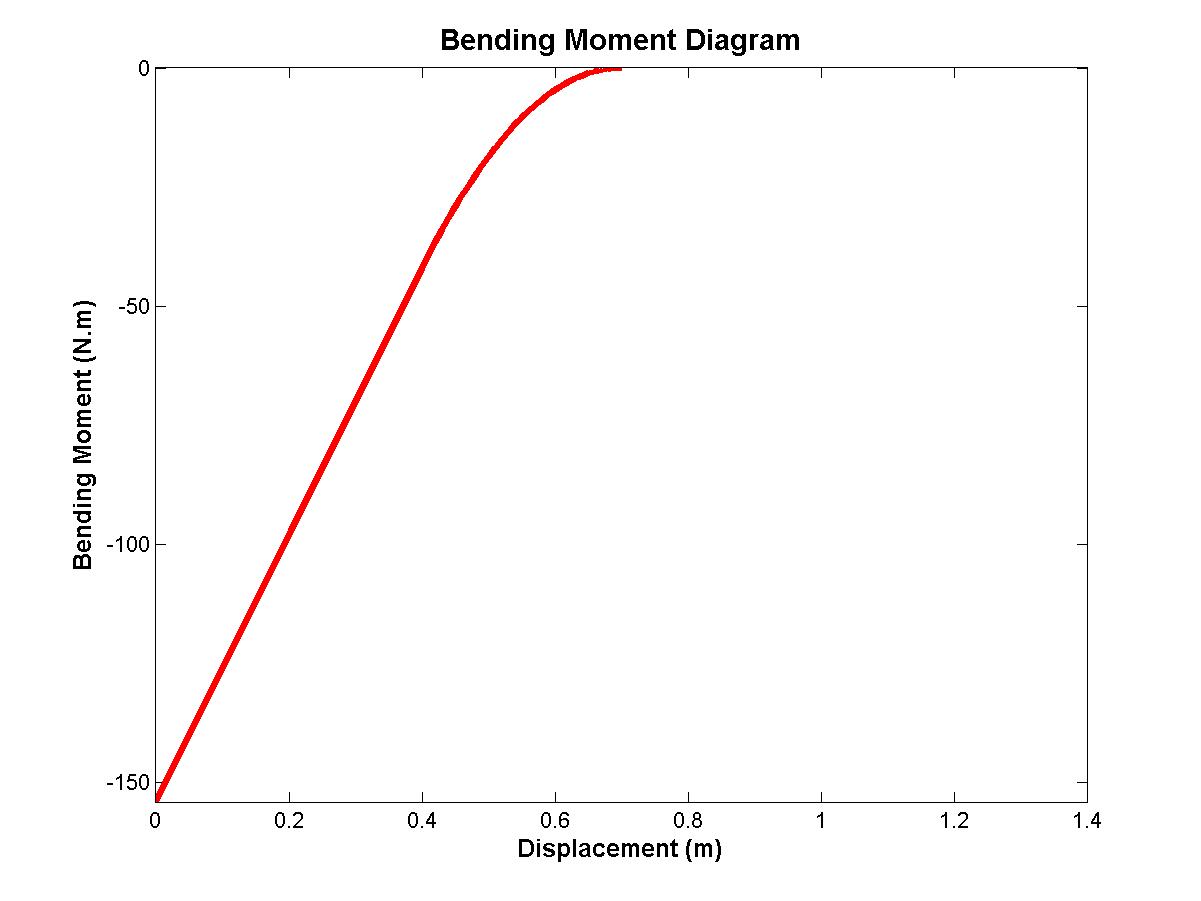 Bending Moment Diagram
0
-50
-100
-150
Bending Moment (N.m)
0 0.2 0.4 0.6 0.8 1 1.2 1.4
Displacement (m)